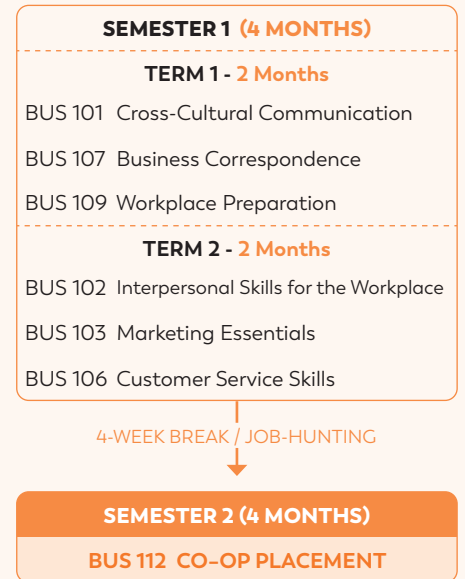 SEMESTER 1 (4 MONTHS)
TERM 1 - 2 Months
BUS 101 Cross-Cultural Communication
BUS 107 Business Correspondence
BUS 109 Workplace Preparation
TERM 2 - 2 Months
BUS 102 Interpersonal Skills for the Workplace
BUS 103 Marketing Essentials
BUS 106 Customer Service Skills
4-WEEK BREAK / JOB-HUNTING
SEMESTER 2 (4 MONTHS)
BUS 112 CO-OP PLACEMENT